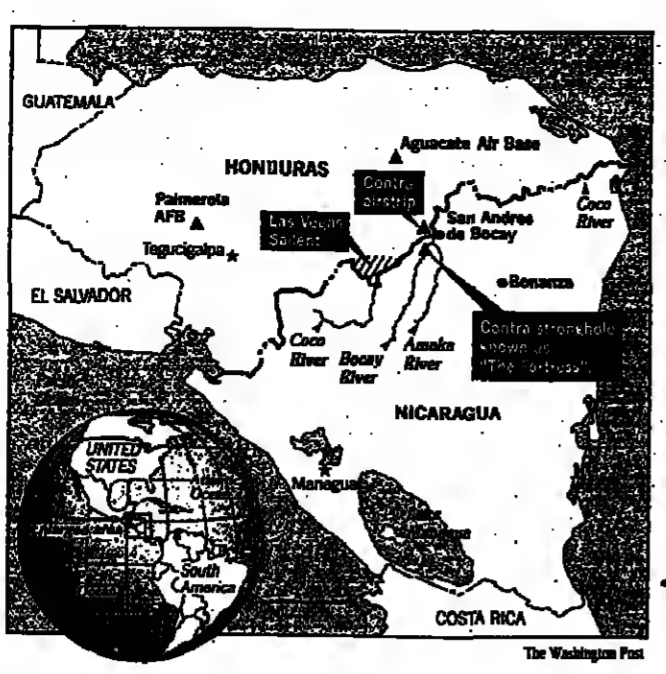 GUATEMALA
HONDURAS
Aguacate Air Base
Palmerola
AFB
Tegucigalpa
Contra
airstrip
Las Vegas
Salient
San Andres
de Bocay
Coco
River
EL SALVADOR
Bonanza
Coco
River
Bocay
River
Amaka
River
Contra stronghold
known as
"The Fortress"
NICARAGUA
Managua
UNITED
STATES
Ocean
South
America
COSTA RICA
The Washington Post